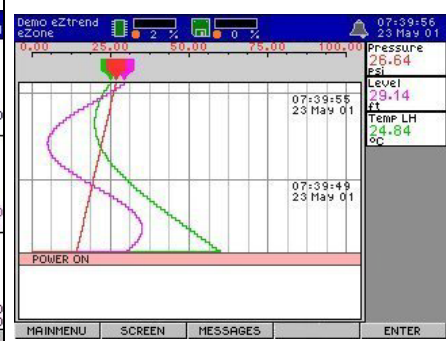 Demo eZtrend
eZone
2 %
0 %
07:39:56
23 May 01
0.00 25.00 50.00 75.00 100.00
Pressure
26.64
PSi
Level
29.14
ft
Temp LH
24.84
ºC
07:39:55
23 May 01
07:39:49
23 May 01
POWER ON
MAINMENU SCREEN MESSAGES ENTER